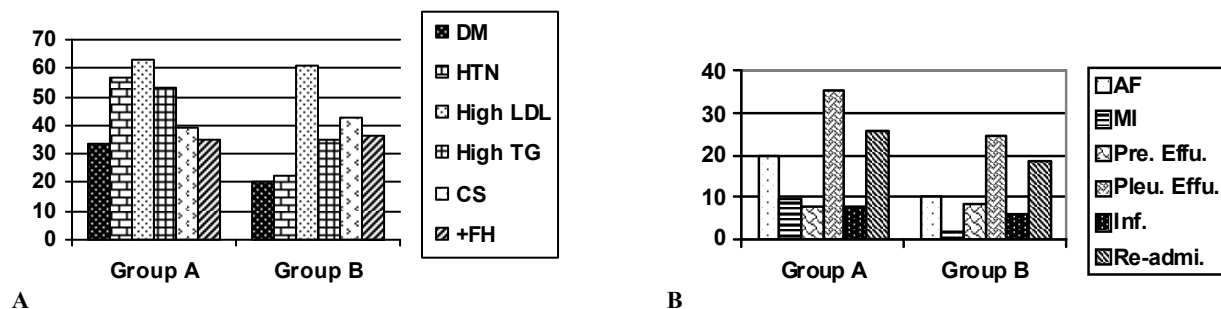 70
60
50
40
30
20
10
0
Group A
Group B
DM
HTN
High LDL
High TG
CS
+FH
A
40
30
20
10
0
Group A
Group B
AF
MI
Pre. Effu.
Pleu. Effu.
Inf.
Re-admi.
B